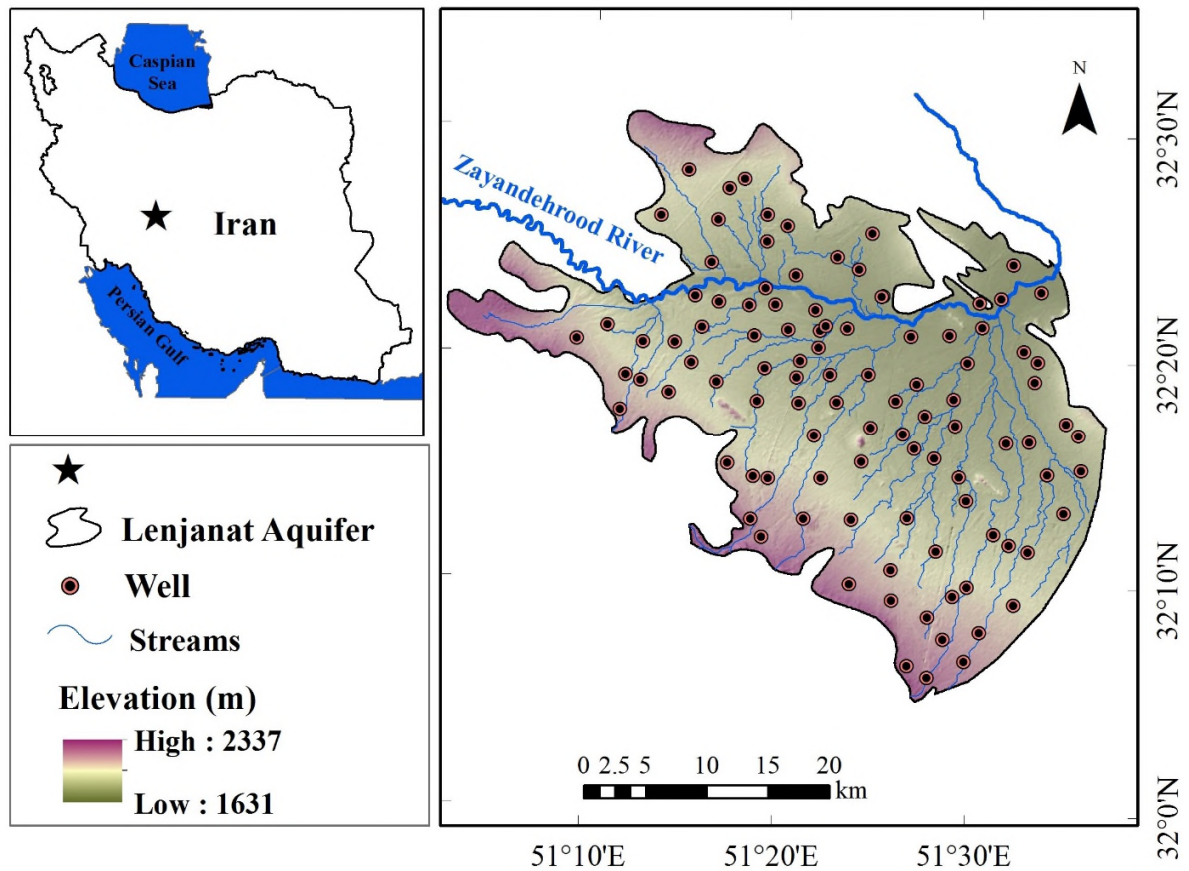 Caspian
Sea
Iran
Persian Gulf
Lenjanat Aquifer
Well
Streams
Elevation (m)
High : 2337
Low : 1631
N
Zayandehrood River
0 2.5 5 10 15 20
km
32°30'N
32°20'N
32°10'N
32°0'N
51°10'E
51°20'E
51°30'E